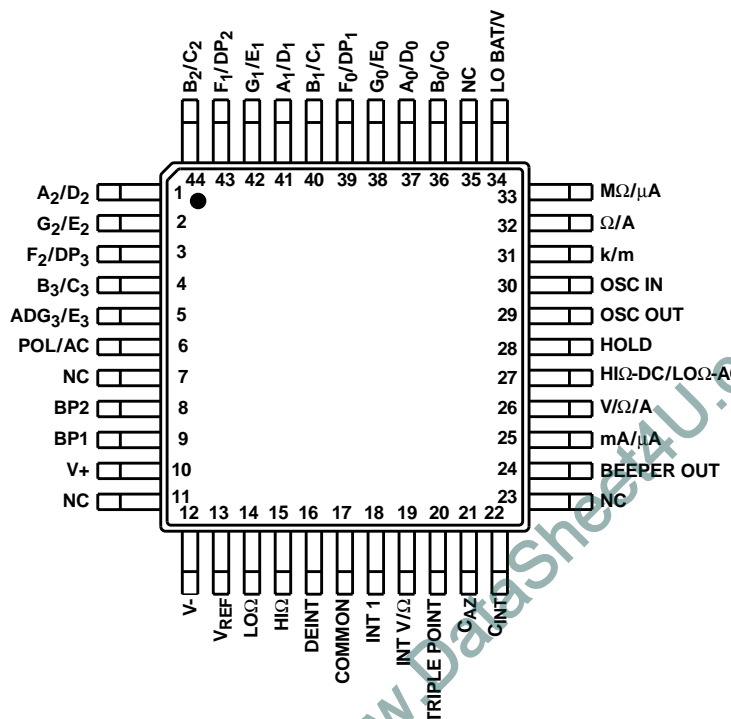 B2/C2
F1/DP2
G1/E1
A1/D1
B1/C1
F0/DP1
G0/E0
A0/D0
B0/C0
NC
LO BAT/V
44 43 42 41 40 39 38 37 36 35 34
A2/D2 1
G2/E2 2
F2/DP3 3
B3/C3 4
ADG3/E3 5
POL/AC 6
NC 7
BP2 8
BP1 9
V+ 10
NC 11
33 MΩ/μA
32 Ω/A
31 k/m
30 OSC IN
29 OSC OUT
28 HOLD
27 HIΩ-DC/LOΩ-A
26 V/Ω/A
25 mA/μA
24 BEEPER OUT
23 NC
12 13 14 15 16 17 18 19 20 21 22
V-
VREF
LOΩ
HIΩ
DEINT
COMMON
INT 1
INT V/Ω
TRIPLE POINT
CAZ
CINT
w.DataSheet4U.c